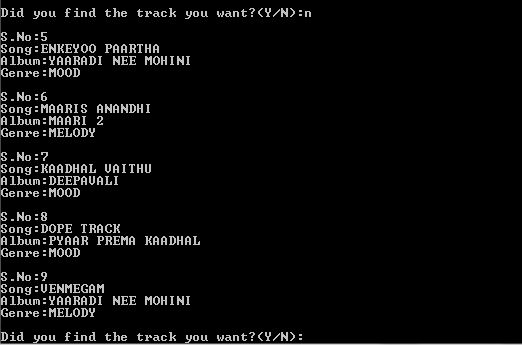 Did you find the track you want?(Y/N):n
S.No:5
Song:ENKEYOO PAARTHA
Album:YAARADI NEE MOHINI
Genre:MOOD
S.No:6
Song:MAARIS ANANDHI
Album:MAARI 2
Genre:MELODY
S.No:7
Song:KAADHAL VAITHU
Album:DEEPAVALI
Genre:MOOD
S.No:8
Song:DOPE TRACK
Album:PYAAR PREMA KAADHAL
Genre:MOOD
S.No:9
Song:VENMEGAM
Album:YAARADI NEE MOHINI
Genre:MELODY
Did you find the track you want?(Y/N):